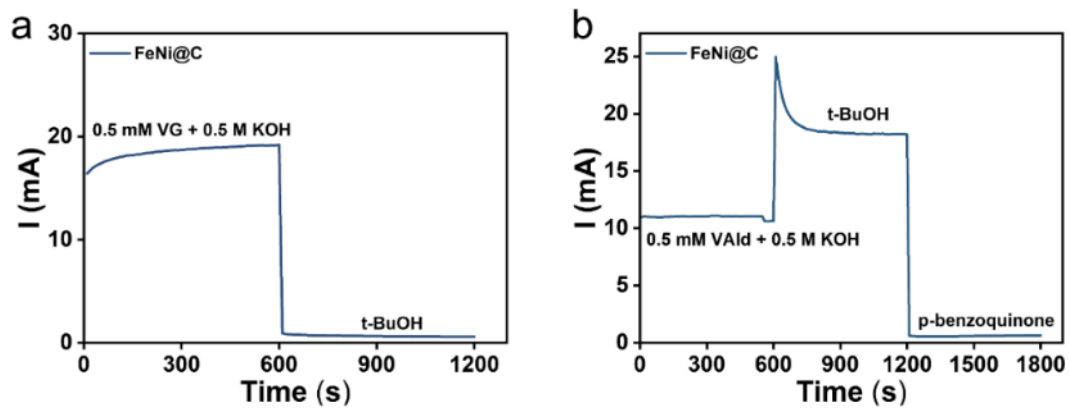 a
FeNi@C
0.5 mM VG + 0.5 M KOH
t-BuOH
I (mA)
30
20
10
0
0 300 600 900 1200
Time (s)
b
FeNi@C
t-BuOH
0.5 mM VAld + 0.5 M KOH
p-benzoquinone
I (mA)
25
20
15
10
5
0
0 300 600 900 1200 1500 1800
Time (s)